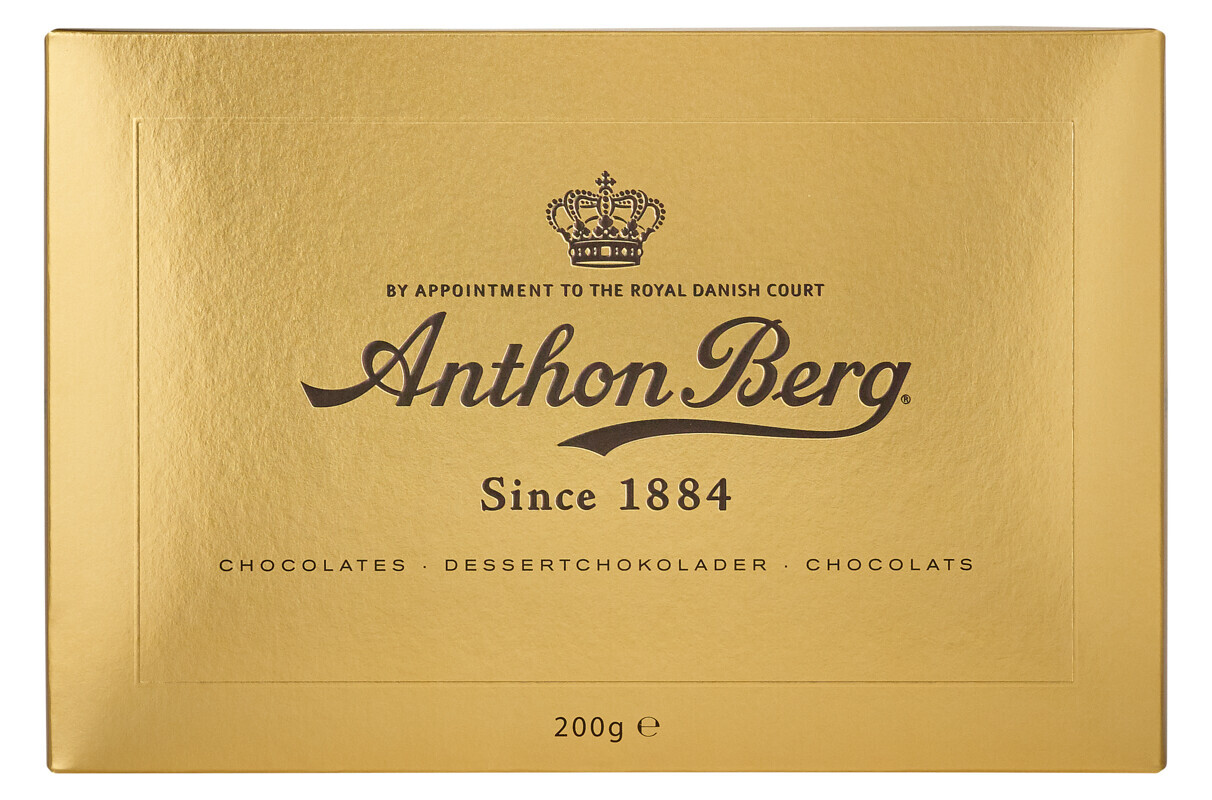 BY APPOINTMENT TO THE ROYAL DANISH COURT
Anthon Berg®
Since 1884
CHOCOLATES · DESSERTCHOKOLADER · CHOCOLATS
200g ℮